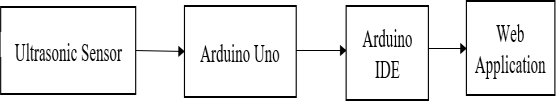 Ultrasonic Sensor
Arduino Uno
Arduino
IDE
Web
Application